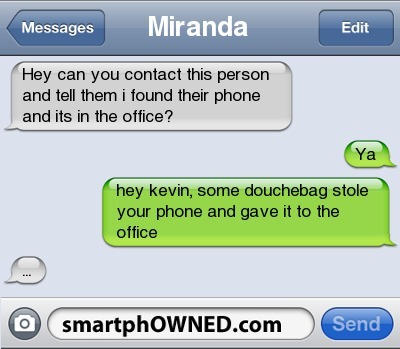 Messages
Miranda
Edit
Hey can you contact this person
and tell them i found their phone
and its in the office?
Ya
hey kevin, some douchebag stole
your phone and gave it to the
office
...
smartphOWNED.com
Send